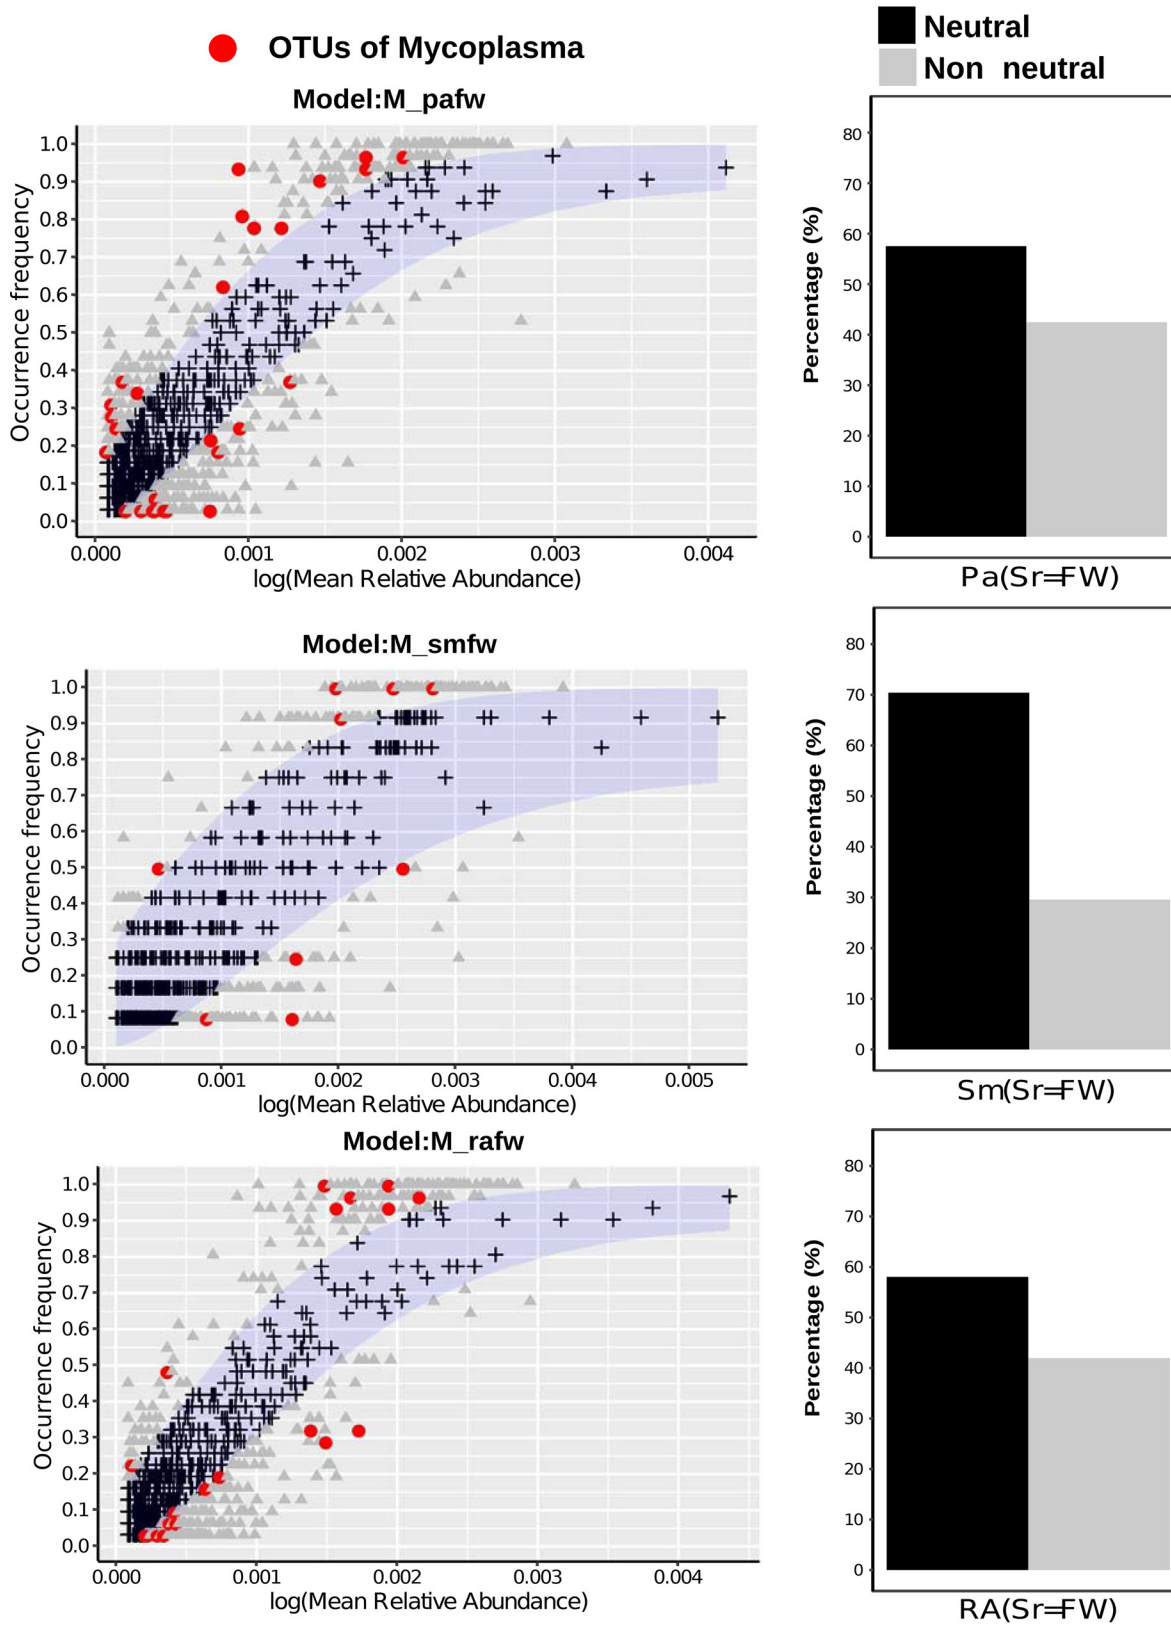 OTUs of Mycoplasma
Neutral
Non neutral
Model:M_pafw
Occurrence frequency
1.0
0.9
0.8
0.7
0.6
0.5
0.4
0.3
0.2
0.1
0.0
0.000 0.001 0.002 0.003 0.004
log(Mean Relative Abundance)
Percentage (%)
80
70
60
50
40
30
20
10
0
Pa(Sr=FW)
Model:M_smfw
Occurrence frequency
1.0
0.9
0.8
0.7
0.6
0.5
0.4
0.3
0.2
0.1
0.0
0.000 0.001 0.002 0.003 0.004 0.005
log(Mean Relative Abundance)
Percentage (%)
80
70
60
50
40
30
20
10
0
Sm(Sr=FW)
Model:M_rafw
Occurrence frequency
1.0
0.9
0.8
0.7
0.6
0.5
0.4
0.3
0.2
0.1
0.0
0.000 0.001 0.002 0.003 0.004
log(Mean Relative Abundance)
Percentage (%)
80
70
60
50
40
30
20
10
0
RA(Sr=FW)